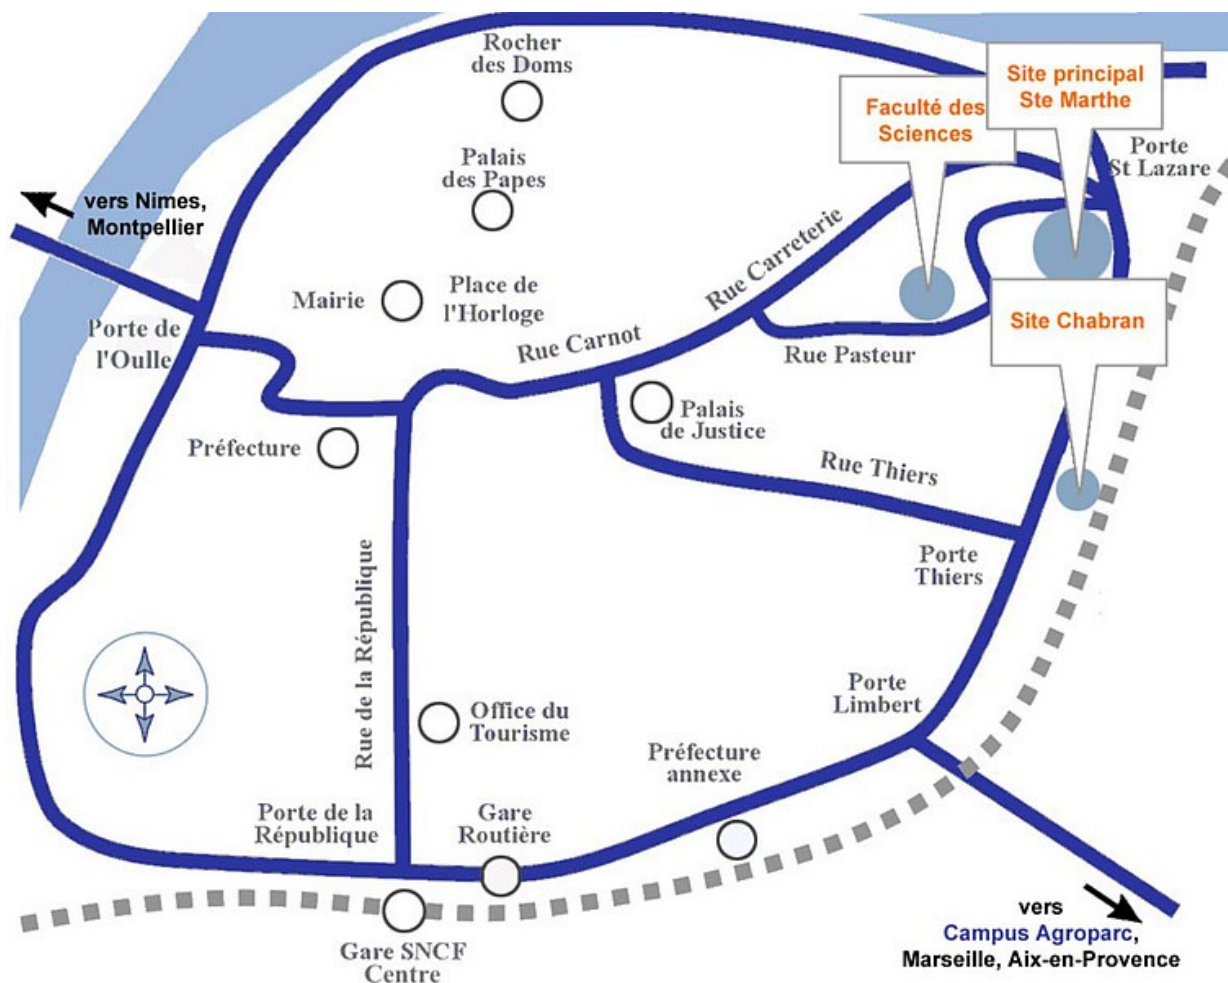 Rocher
des Doms
Site principal
Ste Marthe
Faculté des
Sciences
Palais
des Papes
Porte
St Lazare
vers Nimes,
Montpellier
Rue Carreterie
Mairie
Place de
l'Horloge
Site Chabran
Porte de
l'Oulle
Rue Carnot
Rue Pasteur
Palais
de Justice
Préfecture
Rue Thiers
Porte
Thiers
Rue de la République
Porte
Limbert
Office du
Tourisme
Préfecture
annexe
Porte de la
République
Gare
Routière
vers
Campus Agroparc,
Marseille, Aix-en-Provence
Gare SNCF
Centre